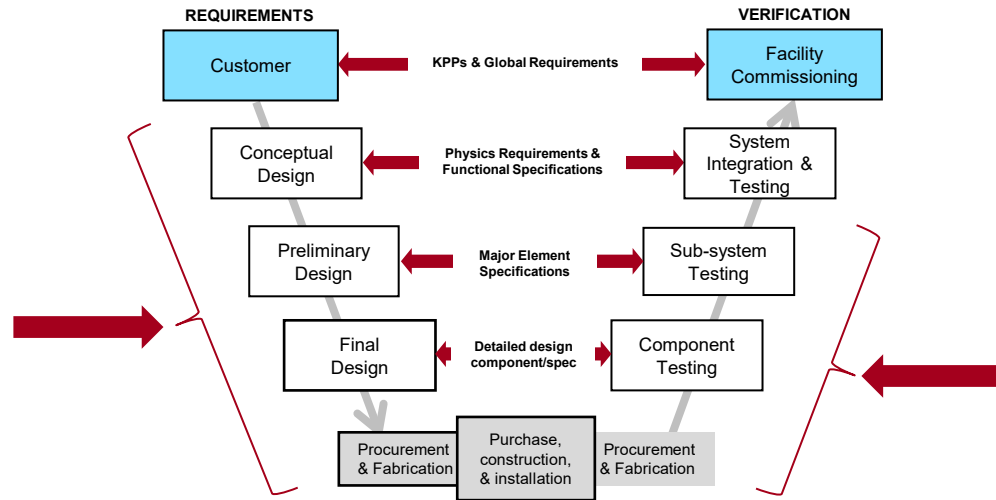 REQUIREMENTS
VERIFICATION
Customer
KPPs & Global Requirements
Facility
Commissioning
Conceptual
Design
Physics Requirements &
Functional Specifications
System
Integration &
Testing
Preliminary
Design
Major Element
Specifications
Sub-system
Testing
Final
Design
Detailed design
component/spec
Component
Testing
Procurement
& Fabrication
Purchase,
construction,
& installation
Procurement
& Fabrication